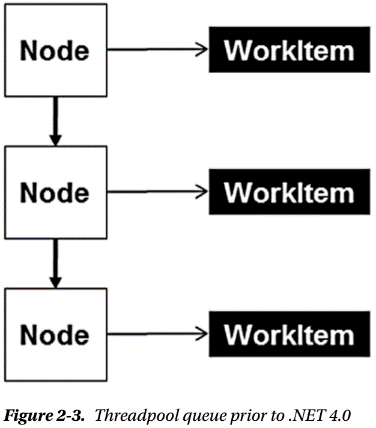 Node
WorkItem
Node
WorkItem
Node
WorkItem
Figure 2-3. Threadpool queue prior to .NET 4.0